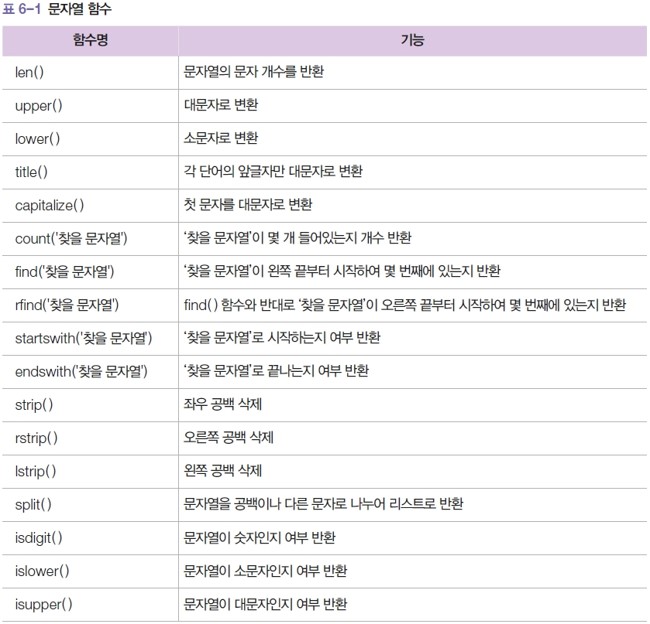 표 6-1 문자열 함수
함수명 기능
len() 문자열의 문자 개수를 반환
upper() 대문자로 변환
lower() 소문자로 변환
title() 각 단어의 앞글자만 대문자로 변환
capitalize() 첫 문자를 대문자로 변환
count('찾을 문자열') '찾을 문자열'이 몇 개 들어있는지 개수 반환
find('찾을 문자열') '찾을 문자열'이 왼쪽 끝부터 시작하여 몇 번째에 있는지 반환
rfind('찾을 문자열') find() 함수와 반대로 '찾을 문자열'이 오른쪽 끝부터 시작하여 몇 번째에 있는지 반환
startswith('찾을 문자열') '찾을 문자열'로 시작하는지 여부 반환
endswith('찾을 문자열') '찾을 문자열'로 끝나는지 여부 반환
strip() 좌우 공백 삭제
rstrip() 오른쪽 공백 삭제
lstrip() 왼쪽 공백 삭제
split() 문자열을 공백이나 다른 문자로 나누어 리스트로 반환
isdigit() 문자열이 숫자인지 여부 반환
islower() 문자열이 소문자인지 여부 반환
isupper() 문자열이 대문자인지 여부 반환